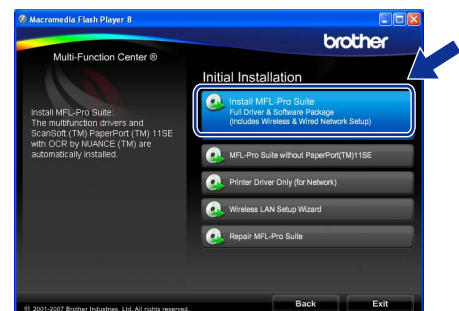 Macromedia Flash Player 8
brother
Multi-Function Center ®
Initial Installation
Install MFL-Pro Suite:
The multifunction drivers and
ScanSoft (TM) PaperPort (TM) 11SE
with OCR by NUANCE (TM) are
automatically installed.
Install MFL-Pro Suite
Full Driver & Software Package
(Includes Wireless & Wired Network Setup)
MFL-Pro Suite without PaperPort(TM)11SE
Printer Driver Only (for Network)
Wireless LAN Setup Wizard
Repair MFL-Pro Suite
© 2001-2007 Brother Industries, Ltd. All rights reserved.
Back
Exit